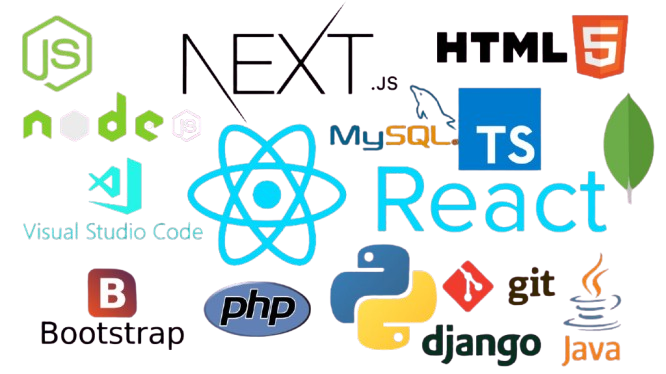 JS
NEXT.JS
HTML
5
node
JS
MySQL
TS
React
Visual Studio Code
B
Bootstrap
php
git
django
Java